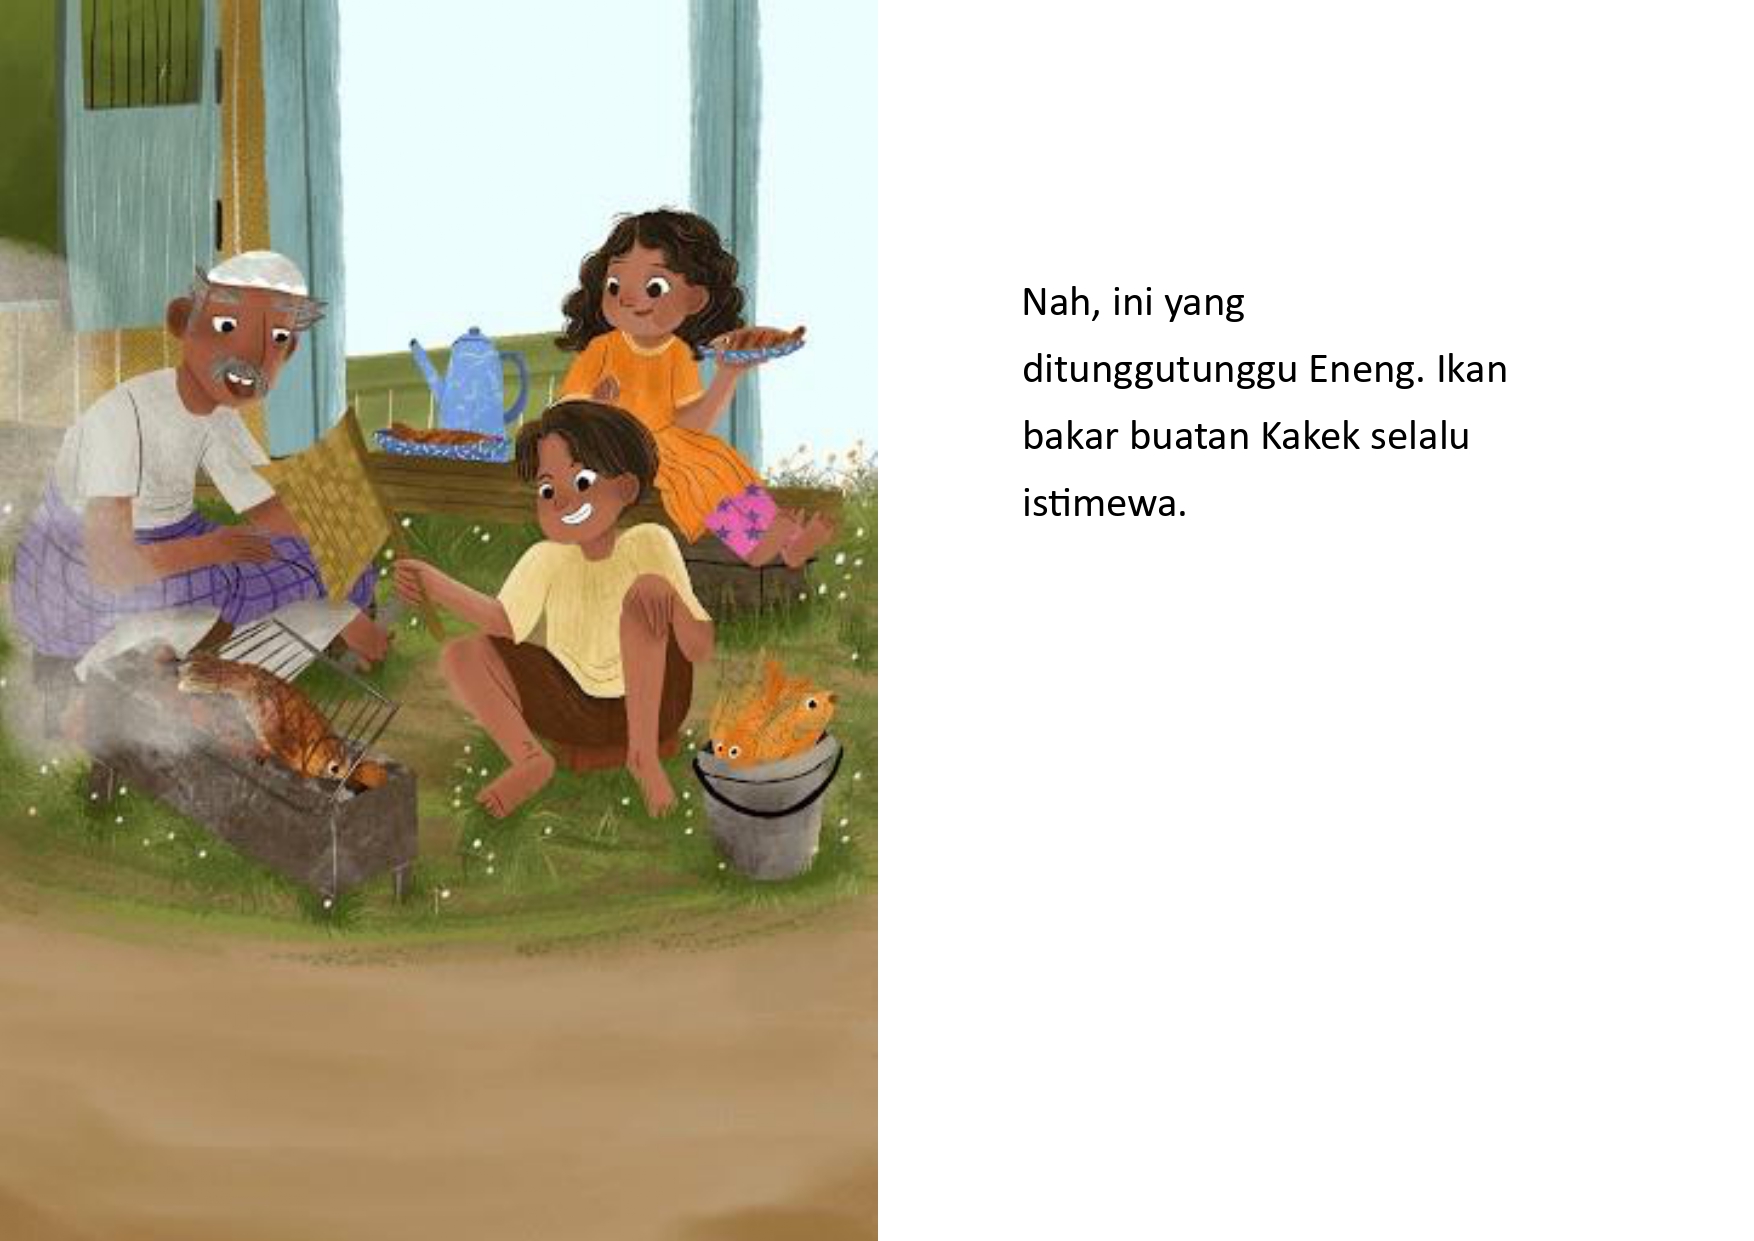 Nah, ini yang
ditunggutunggu Eneng. Ikan
bakar buatan Kakek selalu
istimewa.